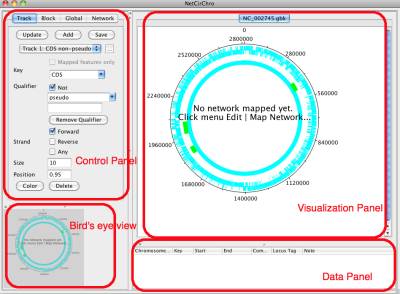 NetCirChro
Track Block Global Network
Update Add Save
Track 1: CDS non-pseudo
Mapped features only
Key
CDS
Qualifier
Not
pseudo
Remove Qualifier
Forward
Strand
Reverse
Any
Size
10
Position
0.95
Color Delete
Control Panel
Bird's eyeview
NC_002745.gbk
0
2800000
2800000
2520000
2240000
1960000
1680000
1400000
1120000
840000
560000
No network mapped yet.
Click menu Edit | Map Network...
Visualization Panel
Chromosome... Key Start End Com... Locus Tag Note
Data Panel